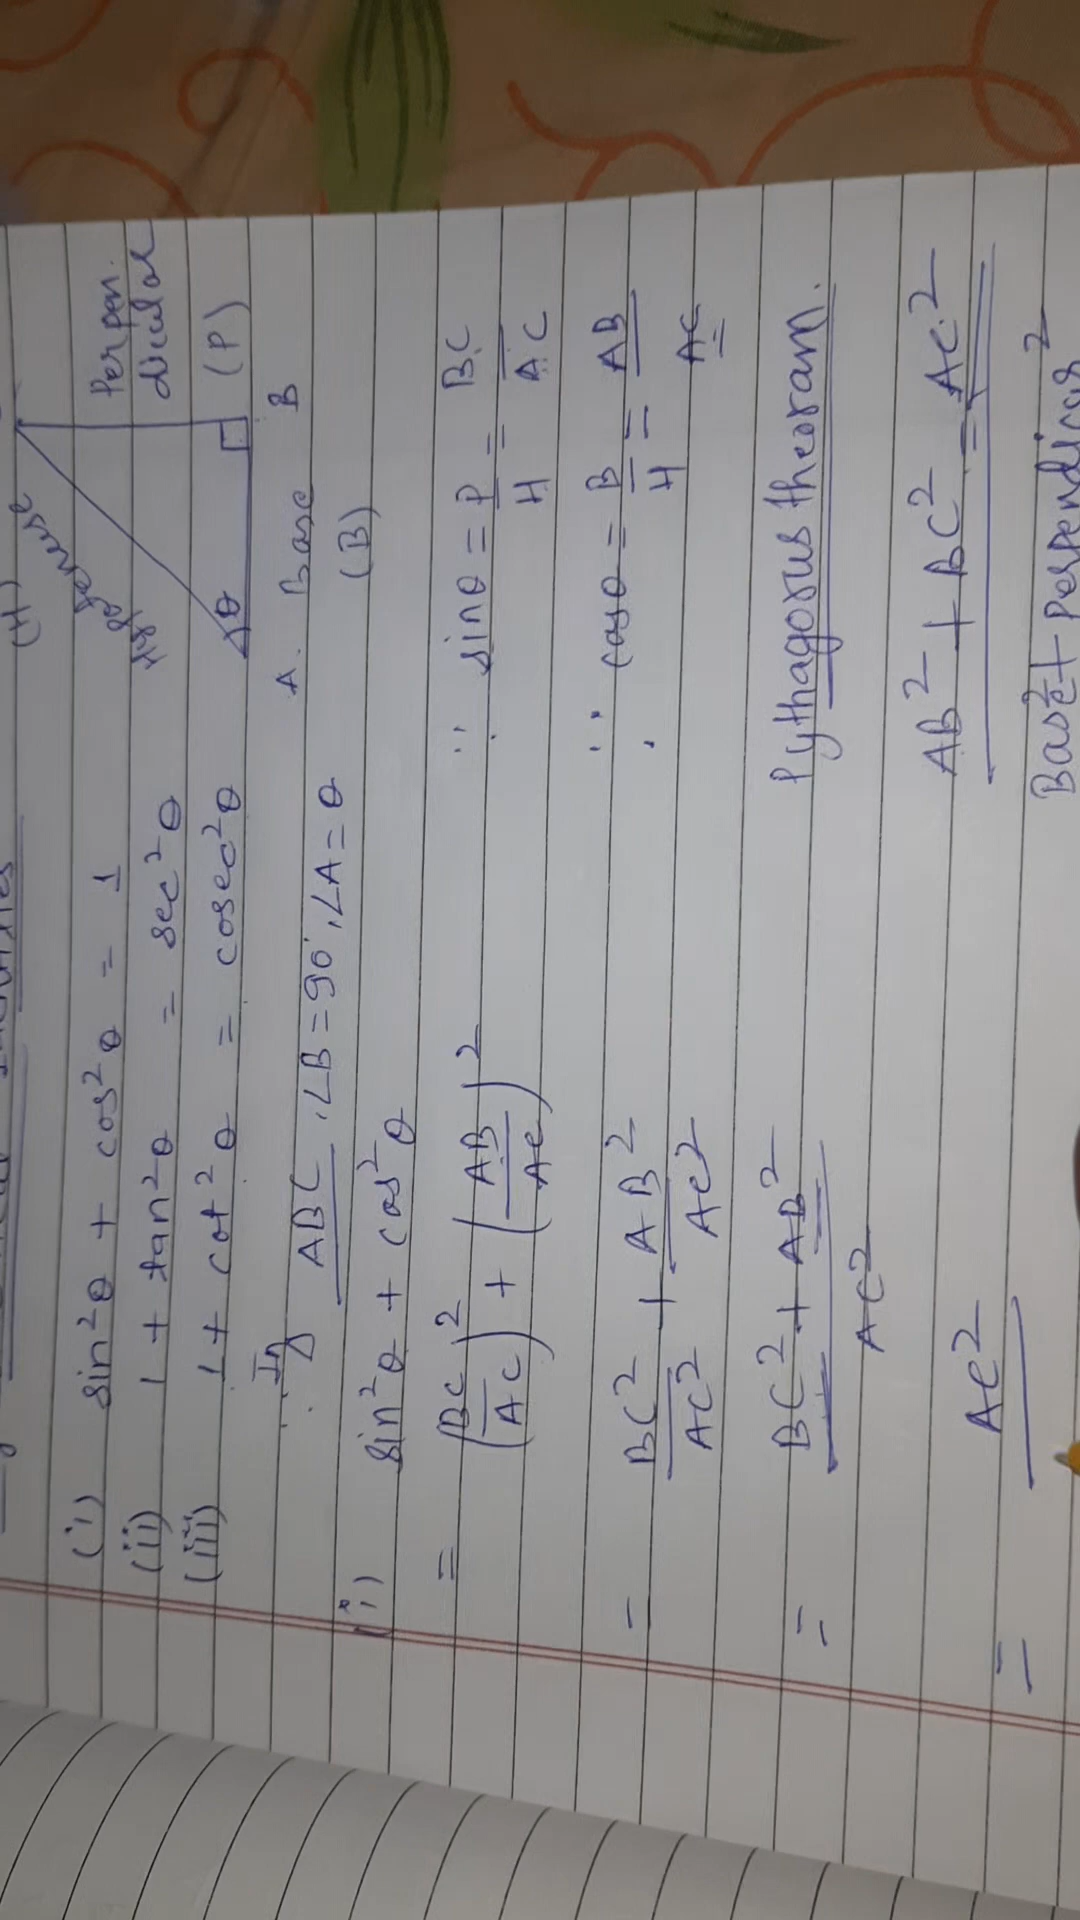 Identities
(H)
Perpen.
dicular
(P)
θ
A. B
Base
(B)
(i) sin²θ + cos²θ = 1
(ii) 1 + tan²θ = sec²θ
(iii) 1 + cot²θ = cosec²θ
∴ In Δ ABC, ∠B = 90°, ∠A = θ
(i) sin²θ + cos²θ
= (BC/AC)² + (AB/AC)²
∵ sinθ = P/H = BC/AC
= BC²/AC² + AB²/AC²
∵ cosθ = B/H = AB/AC
= BC² + AB²/AC²
Pythagorus theoram.
AB² + BC² = AC²
= AC²
Base² + Perpendicular²